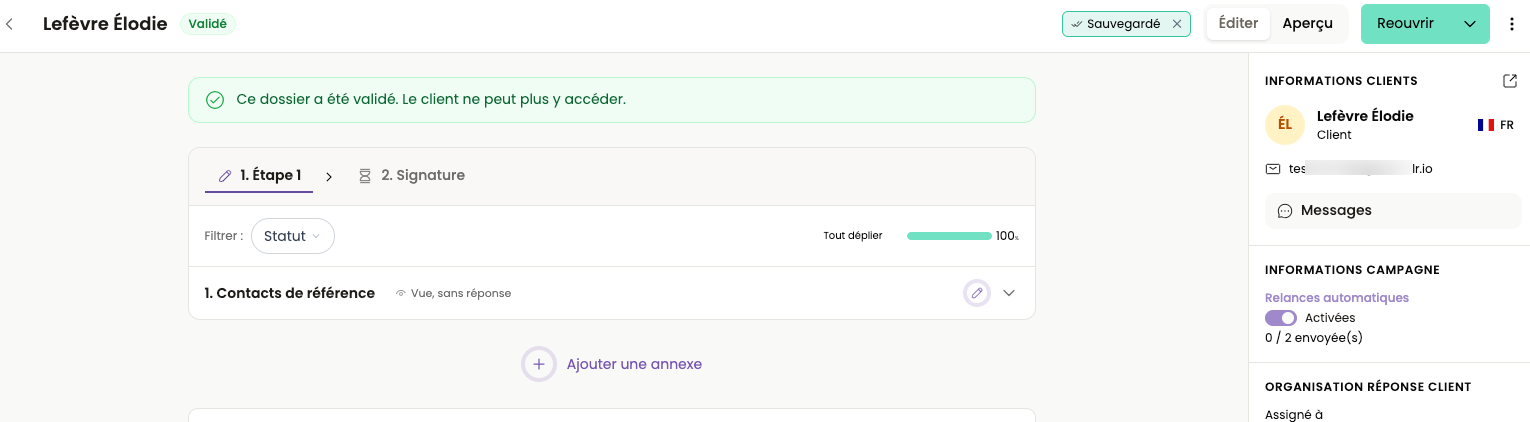 Lefèvre Élodie Validé
Sauvegardé Éditer Aperçu Reouvrir
Ce dossier a été validé. Le client ne peut plus y accéder.
1. Étape 1 2. Signature
Filtrer : Statut Tout déplier 100%
1. Contacts de référence Vue, sans réponse
Ajouter une annexe
INFORMATIONS CLIENTS
ÉL Lefèvre Élodie FR
Client
tes lr.io
Messages
INFORMATIONS CAMPAGNE
Relances automatiques
Activées
0 / 2 envoyée(s)
ORGANISATION RÉPONSE CLIENT
Assigné à